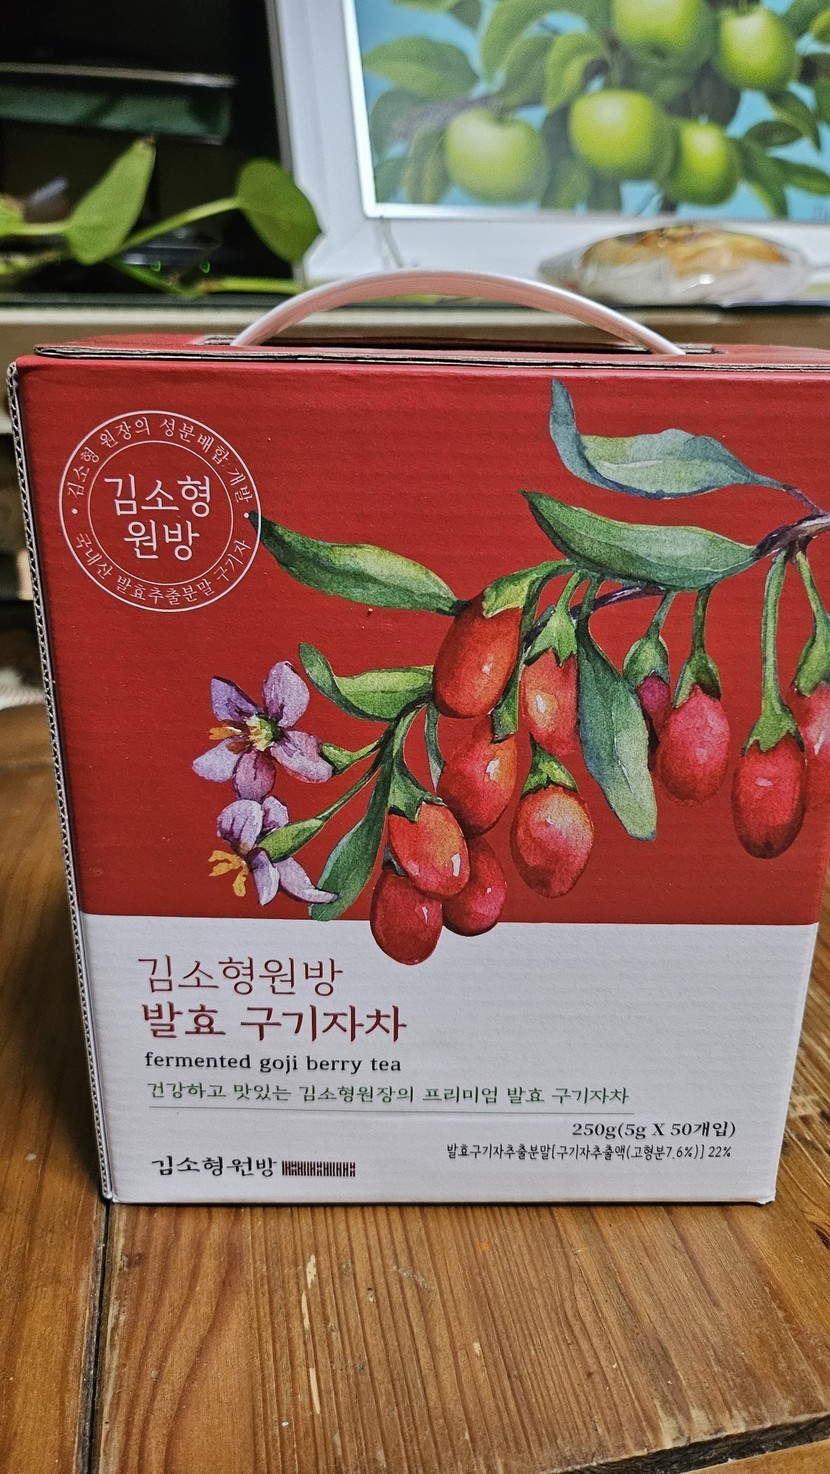 김소형 원장의 성분배합 개발
김소형
원방
국내산 발효추출분말 구기자
김소형원방
발효 구기자차
fermented goji berry tea
건강하고 맛있는 김소형원장의 프리미엄 발효 구기자차
250g(5g X 50개입)
발효구기자추출분말[구기자추출액(고형분7.6%)] 22%
김소형원방